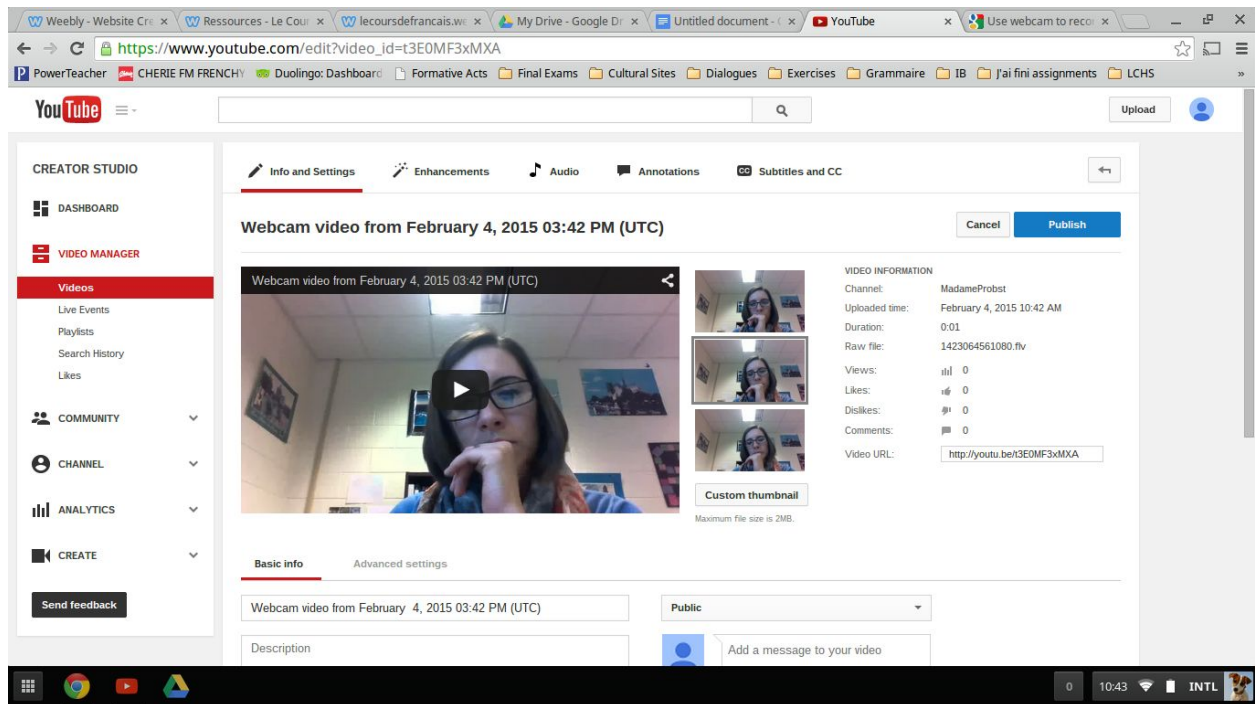 Weebly - Website Cre
Ressources - Le Cour
lecoursdefrancais.we
My Drive - Google Dr
Untitled document - G
YouTube
Use webcam to recor
https://www.youtube.com/edit?video_id=t3E0MF3xMXA
PowerTeacher CHERIE FM FRENCHY Duolingo: Dashboard Formative Acts Final Exams Cultural Sites Dialogues Exercises Grammaire IB J'ai fini assignments LCHS »
YouTube Upload
CREATOR STUDIO
DASHBOARD
VIDEO MANAGER
Videos
Live Events
Playlists
Search History
Likes
COMMUNITY
CHANNEL
ANALYTICS
CREATE
Send feedback
Info and Settings Enhancements Audio Annotations CC Subtitles and CC
Webcam video from February 4, 2015 03:42 PM (UTC) Cancel Publish
Webcam video from February 4, 2015 03:42 PM (UTC)
Custom thumbnail
Maximum file size is 2MB.
VIDEO INFORMATION
Channel: MadameProbst
Uploaded time: February 4, 2015 10:42 AM
Duration: 0:01
Raw file: 1423064561080.flv
Views: 0
Likes: 0
Dislikes: 0
Comments: 0
Video URL: http://youtu.be/t3E0MF3xMXA
Basic info Advanced settings
Webcam video from February 4, 2015 03:42 PM (UTC) Public
Description Add a message to your video
0 10:43 INTL